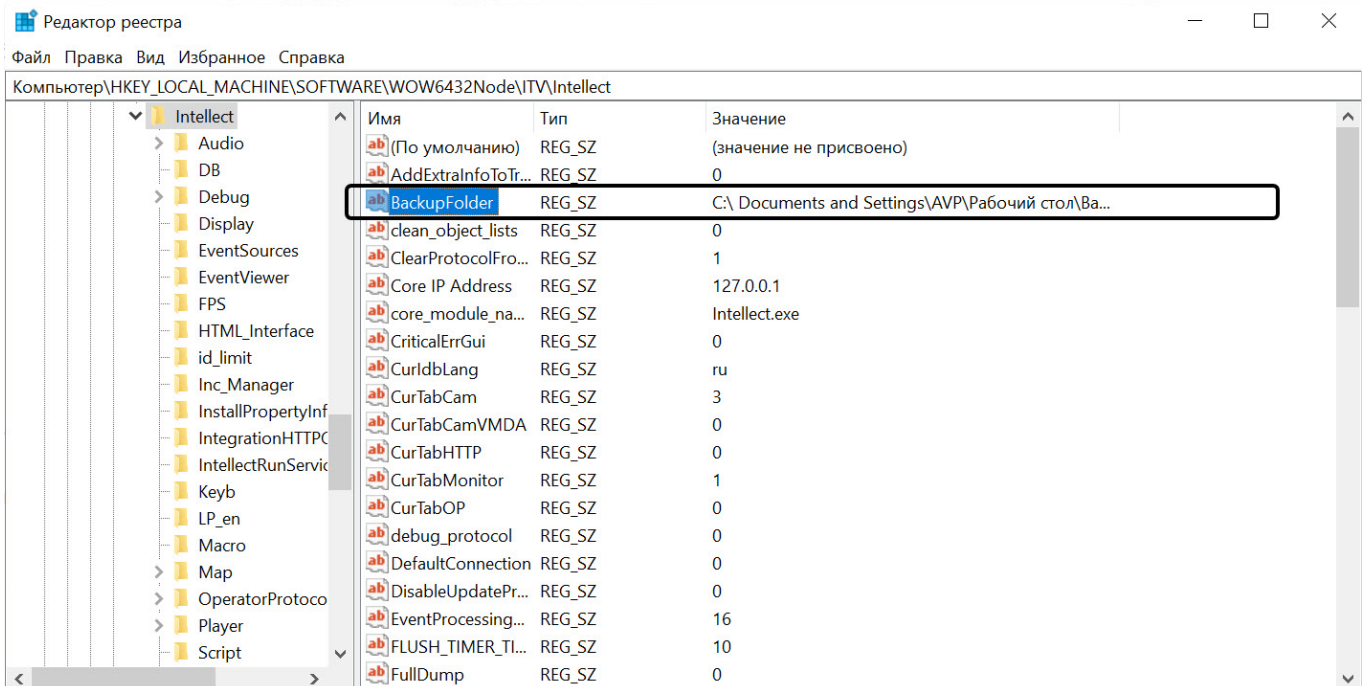 Редактор реестра
Файл Правка Вид Избранное Справка
Компьютер\HKEY_LOCAL_MACHINE\SOFTWARE\WOW6432Node\ITV\Intellect
Intellect
Audio
DB
Debug
Display
EventSources
EventViewer
FPS
HTML_Interface
id_limit
Inc_Manager
InstallPropertyInf
IntegrationHTTP
IntellectRunServic
Keyb
LP_en
Macro
Map
OperatorProtoco
Player
Script
Имя Тип Значение
(По умолчанию) REG_SZ (значение не присвоено)
AddExtraInfoToTr... REG_SZ 0
BackupFolder REG_SZ C:\ Documents and Settings\AVP\Рабочий стол\Ba...
clean_object_lists REG_SZ 0
ClearProtocolFro... REG_SZ 1
Core IP Address REG_SZ 127.0.0.1
core_module_na... REG_SZ Intellect.exe
CriticalErrGui REG_SZ 0
CurIdbLang REG_SZ ru
CurTabCam REG_SZ 3
CurTabCamVMDA REG_SZ 0
CurTabHTTP REG_SZ 0
CurTabMonitor REG_SZ 1
CurTabOP REG_SZ 0
debug_protocol REG_SZ 0
DefaultConnection REG_SZ 0
DisableUpdatePr... REG_SZ 0
EventProcessing... REG_SZ 16
FLUSH_TIMER_TI... REG_SZ 10
FullDump REG_SZ 0